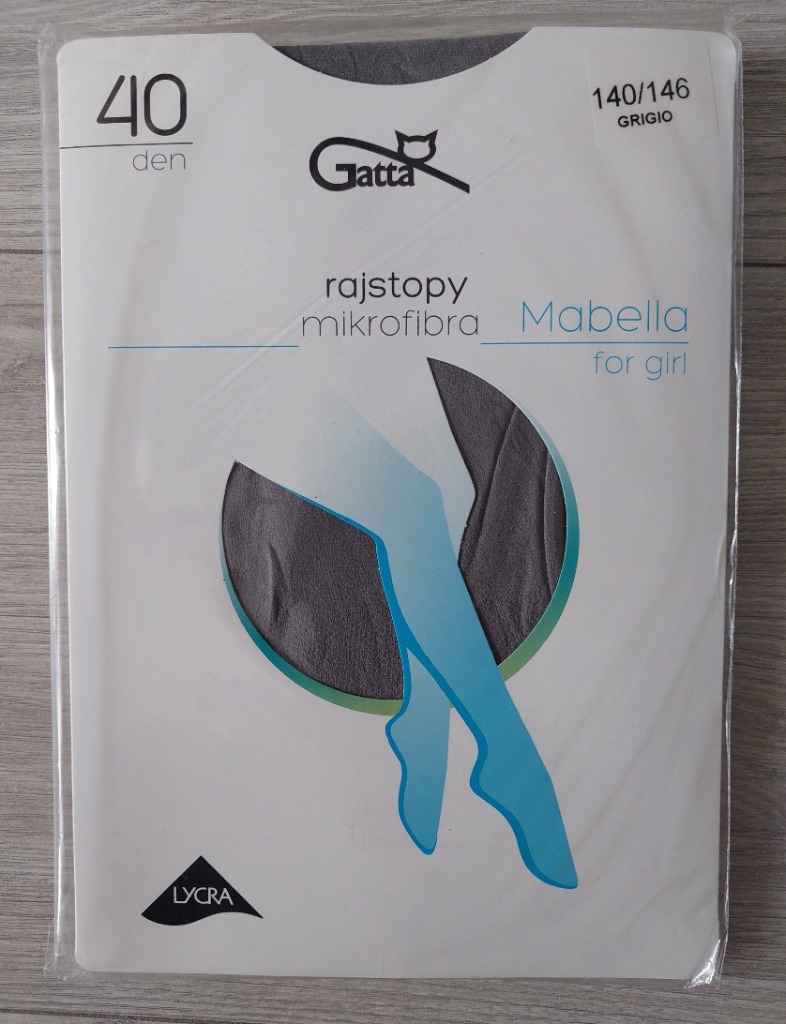 40
den
140/146
GRIGIO
Gatta
rajstopy
mikrofibra
Mabella
for girl
LYCRA